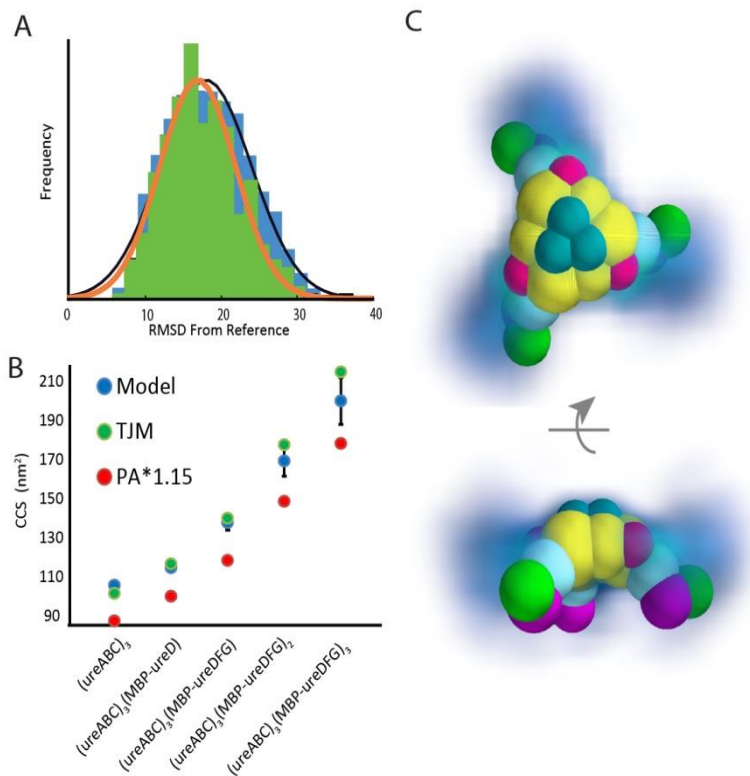 A
Frequency
0 10 20 30 40
RMSD From Reference
B
CCS (nm²)
210
190
170
150
130
110
90
Model
TJM
PA*1.15
(ureABC)₃
(ureABC)₃(MBP-ureD)
(ureABC)₃(MBP-ureDFG)
(ureABC)₃(MBP-ureDFG)₂
(ureABC)₃(MBP-ureDFG)₃
C